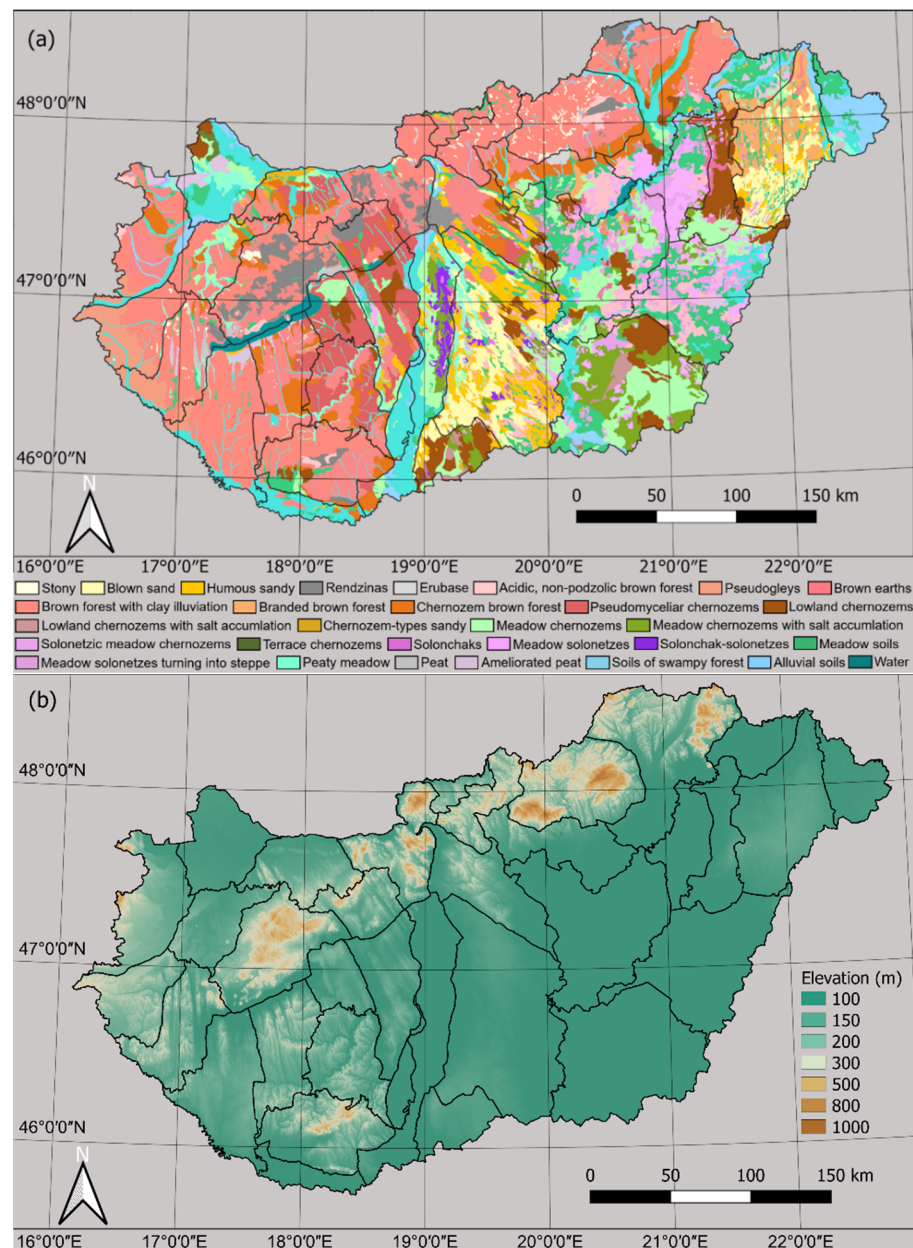 (a)
48°0'0"N
47°0'0"N
46°0'0"N
N
0 50 100 150 km
16°0'0"E 17°0'0"E 18°0'0"E 19°0'0"E 20°0'0"E 21°0'0"E 22°0'0"E
Stony Blown sand Humous sandy Rendzinas Erubase Acidic, non-podzolic brown forest Pseudogleys Brown earths
Brown forest with clay illuviation Branded brown forest Chernozem brown forest Pseudomyceliar chernozems Lowland chernozems
Lowland chernozems with salt accumlation Chernozem-types sandy Meadow chernozems Meadow chernozems with salt accumlation
Solonetzic meadow chernozems Terrace chernozems Solonchaks Meadow solonetzes Solonchak-solonetzes Meadow soils
Meadow solonetzes turning into steppe Peaty meadow Peat Ameliorated peat Soils of swampy forest Alluvial soils Water
(b)
48°0'0"N
47°0'0"N
Elevation (m)
100
150
200
300
500
800
1000
46°0'0"N
N
0 50 100 150 km
16°0'0"E 17°0'0"E 18°0'0"E 19°0'0"E 20°0'0"E 21°0'0"E 22°0'0"E